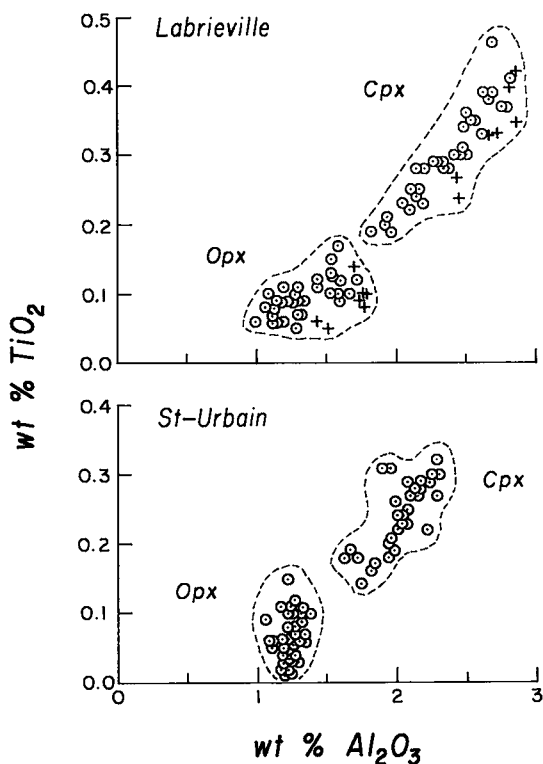 Labrieville
0.5
0.4
0.3
0.2
0.1
0.0
Cpx
Opx
St-Urbain
0.4
0.3
0.2
0.1
0.0
Cpx
Opx
0
1
2
3
wt % TiO₂
wt % Al₂O₃